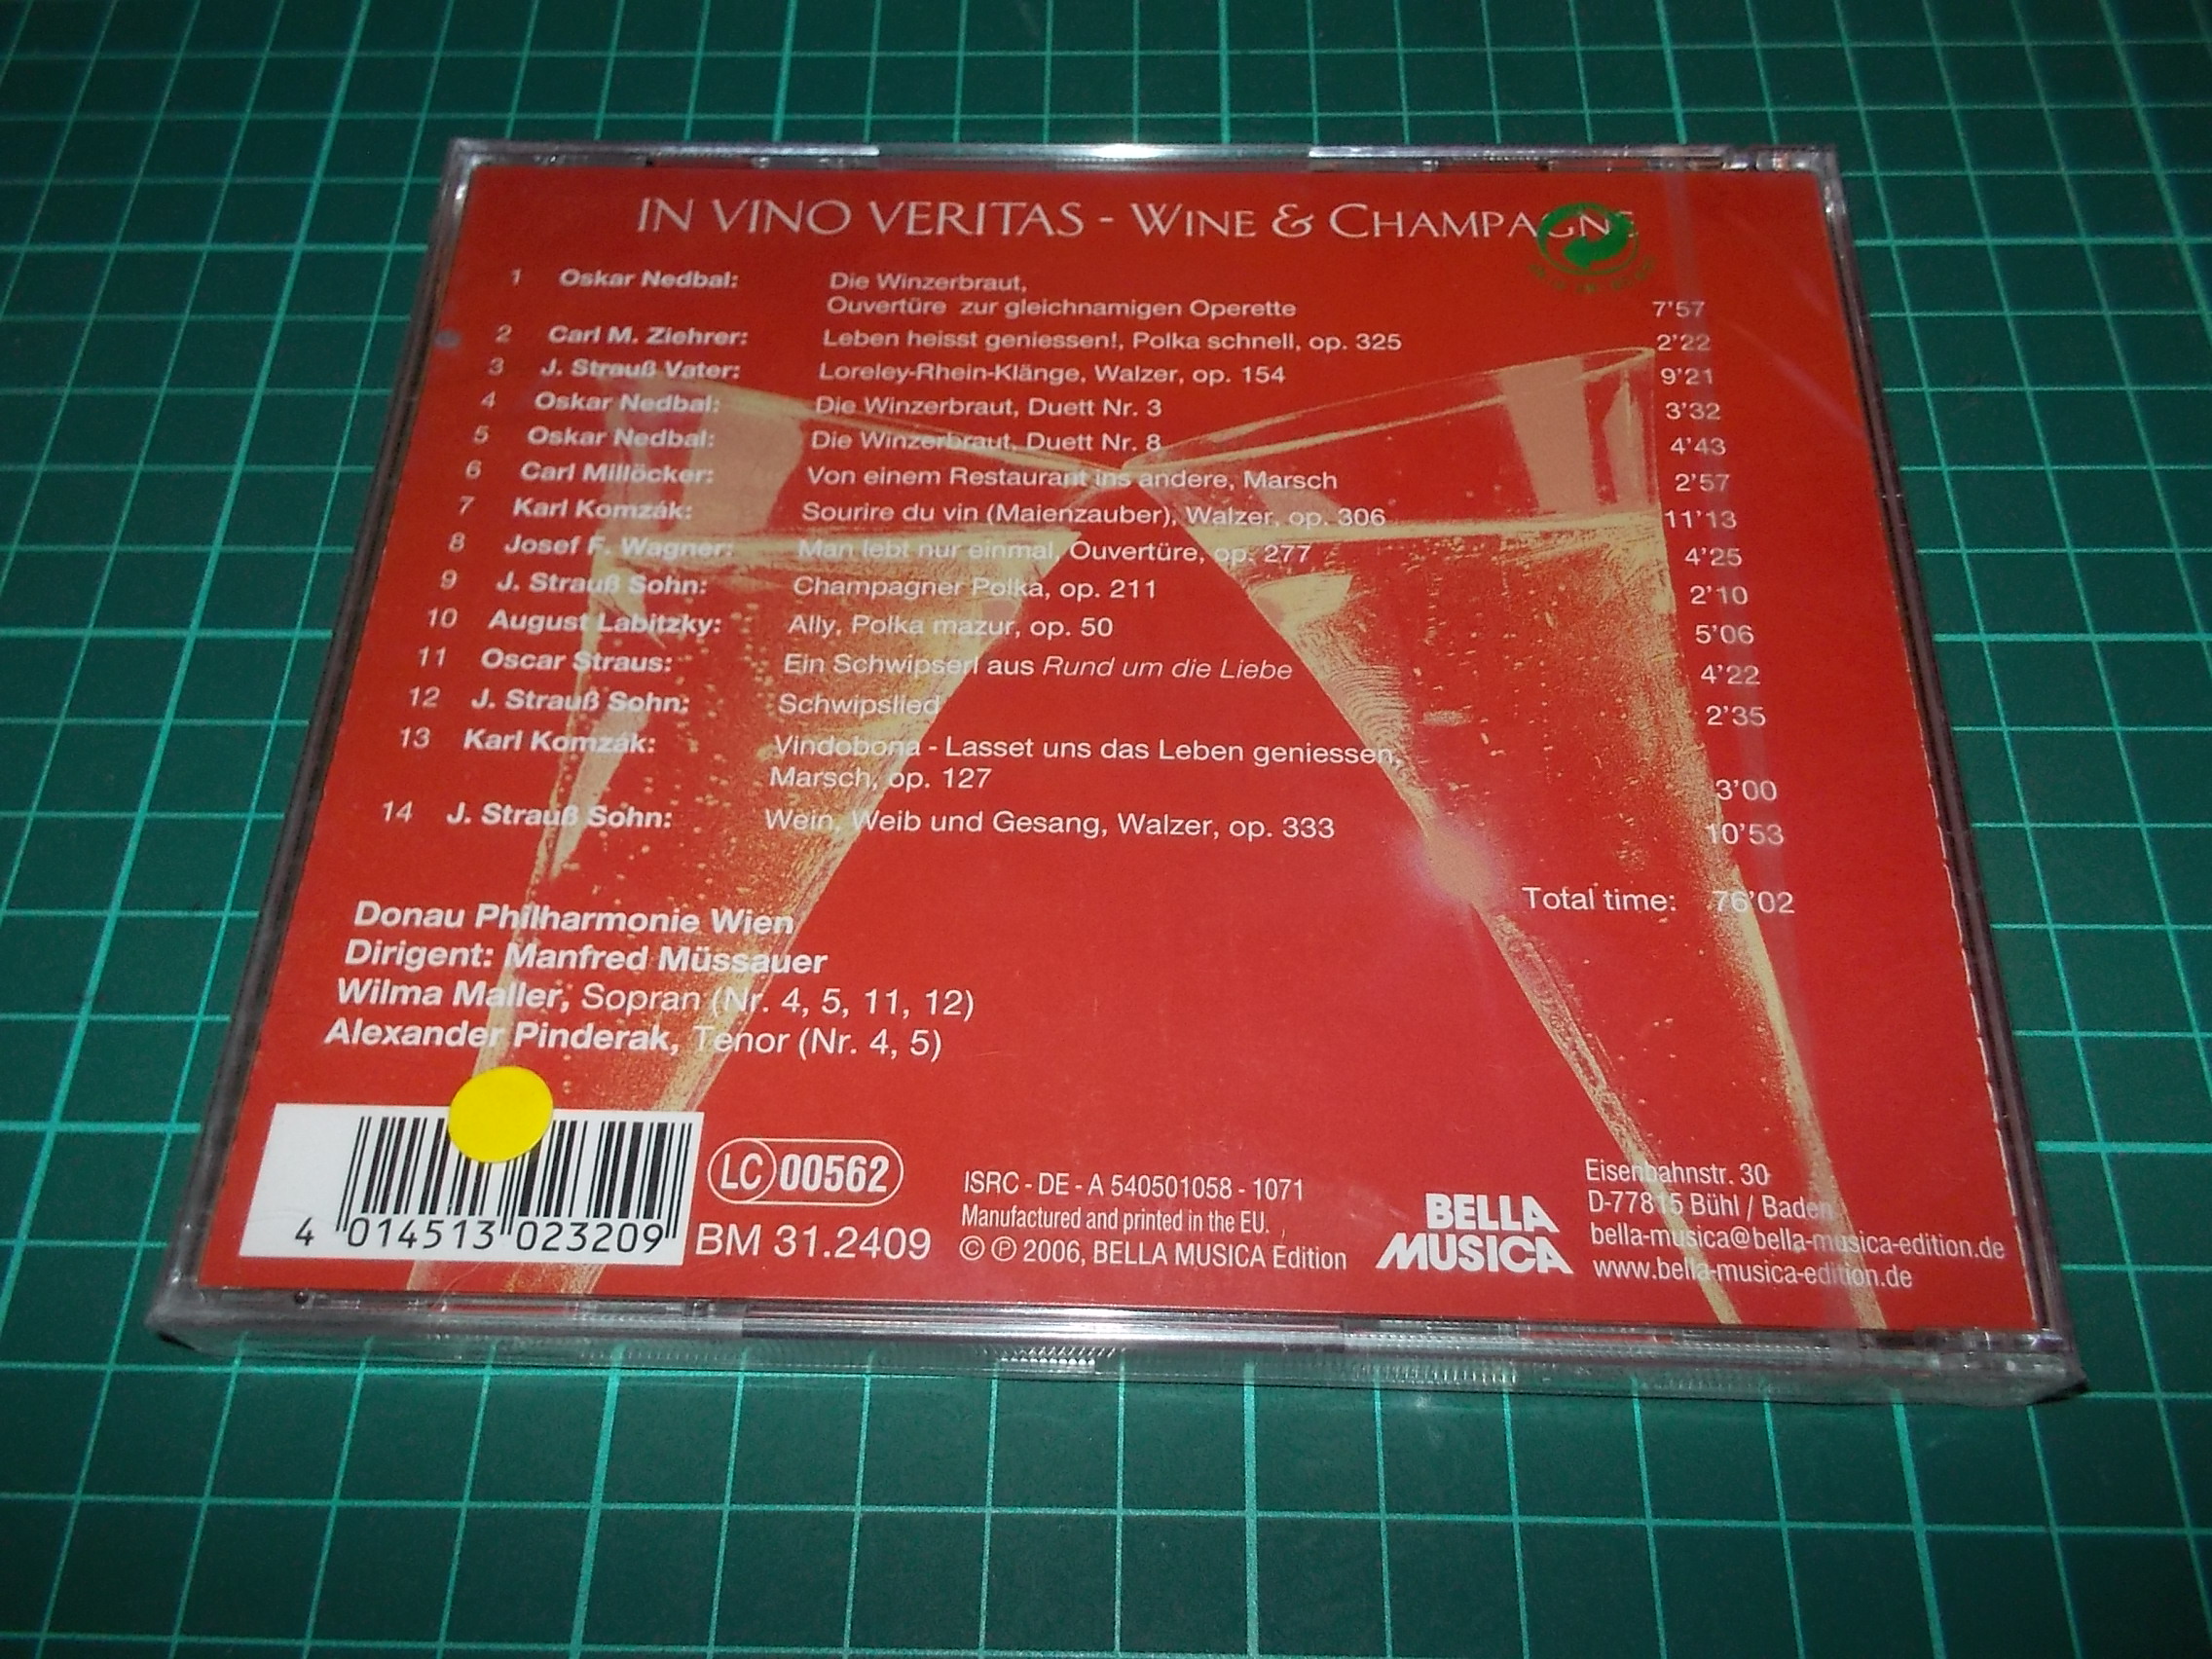 IN VINO VERITAS - WINE & CHAMPAGNE
1 Oskar Nedbal: Die Winzerbraut,
Ouvertüre zur gleichnamigen Operette 7'57
2 Carl M. Ziehrer: Leben heisst geniessen!, Polka schnell, op. 325 2'22
3 J. Strauß Vater: Loreley-Rhein-Klänge, Walzer, op. 154 9'21
4 Oskar Nedbal: Die Winzerbraut, Duett Nr. 3 3'32
5 Oskar Nedbal: Die Winzerbraut, Duett Nr. 8 4'43
6 Carl Millöcker: Von einem Restaurant ins andere, Marsch 2'57
7 Karl Komzák: Sourire du vin (Maienzauber), Walzer, op. 306 11'13
8 Josef F. Wagner: Man lebt nur einmal, Ouvertüre, op. 277 4'25
9 J. Strauß Sohn: Champagner Polka, op. 211 2'10
10 August Labitzky: Ally, Polka mazur, op. 50 5'06
11 Oscar Straus: Ein Schwipserl aus Rund um die Liebe 4'22
12 J. Strauß Sohn: Schwipslied 2'35
13 Karl Komzák: Vindobona - Lasset uns das Leben geniessen,
Marsch, op. 127 3'00
14 J. Strauß Sohn: Wein, Weib und Gesang, Walzer, op. 333 10'53
Total time: 76'02
Donau Philharmonie Wien
Dirigent: Manfred Müssauer
Wilma Maller, Sopran (Nr. 4, 5, 11, 12)
Alexander Pinderak, Tenor (Nr. 4, 5)
4 014513 023209
LC 00562
BM 31.2409
ISRC - DE - A 540501058 - 1071
Manufactured and printed in the EU.
© ℗ 2006, BELLA MUSICA Edition
BELLA
MUSICA
Eisenbahnstr. 30
D-77815 Bühl / Baden
bella-musica@bella-musica-edition.de
www.bella-musica-edition.de